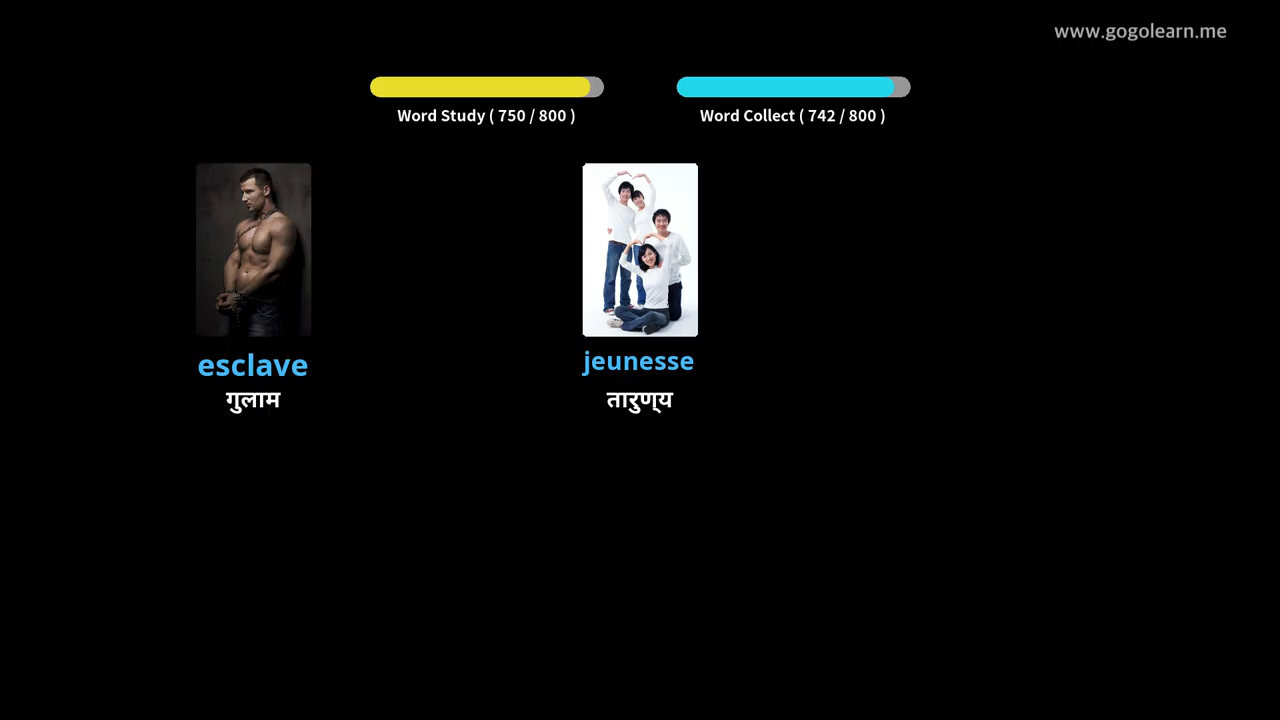 www.gogolearn.me
Word Study ( 750 / 800 )
Word Collect ( 742 / 800 )
esclave
गुलाम
jeunesse
तारुण्य